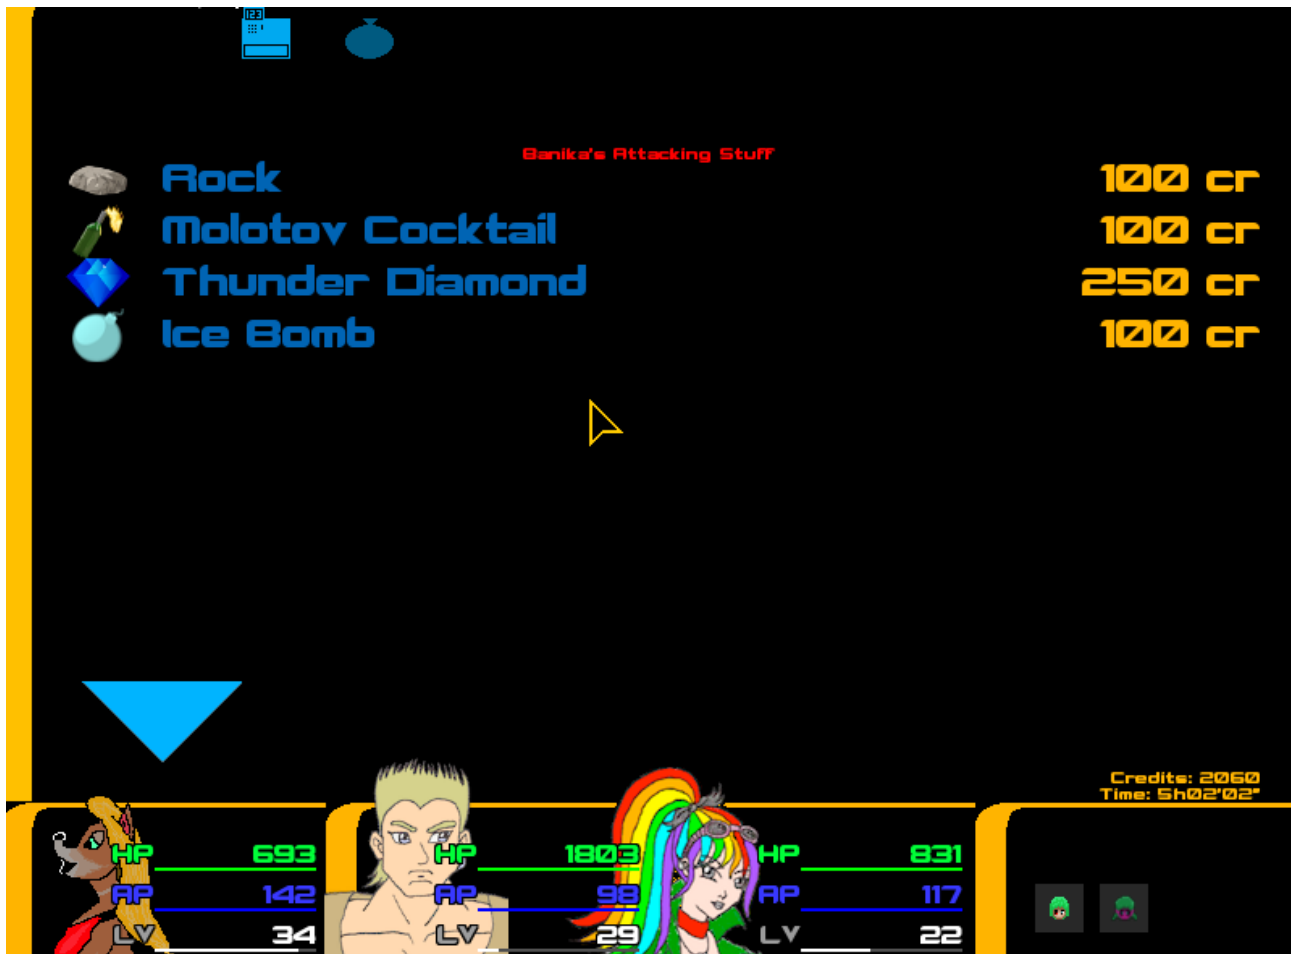 123
Banika's Attacking Stuff
Rock 100 cr
Molotov Cocktail 100 cr
Thunder Diamond 250 cr
Ice Bomb 100 cr
Credits: 2060
Time: 5h02'02"
HP 693 HP 1803 HP 831
AP 142 AP 98 AP 117
LV 34 LV 29 LV 22